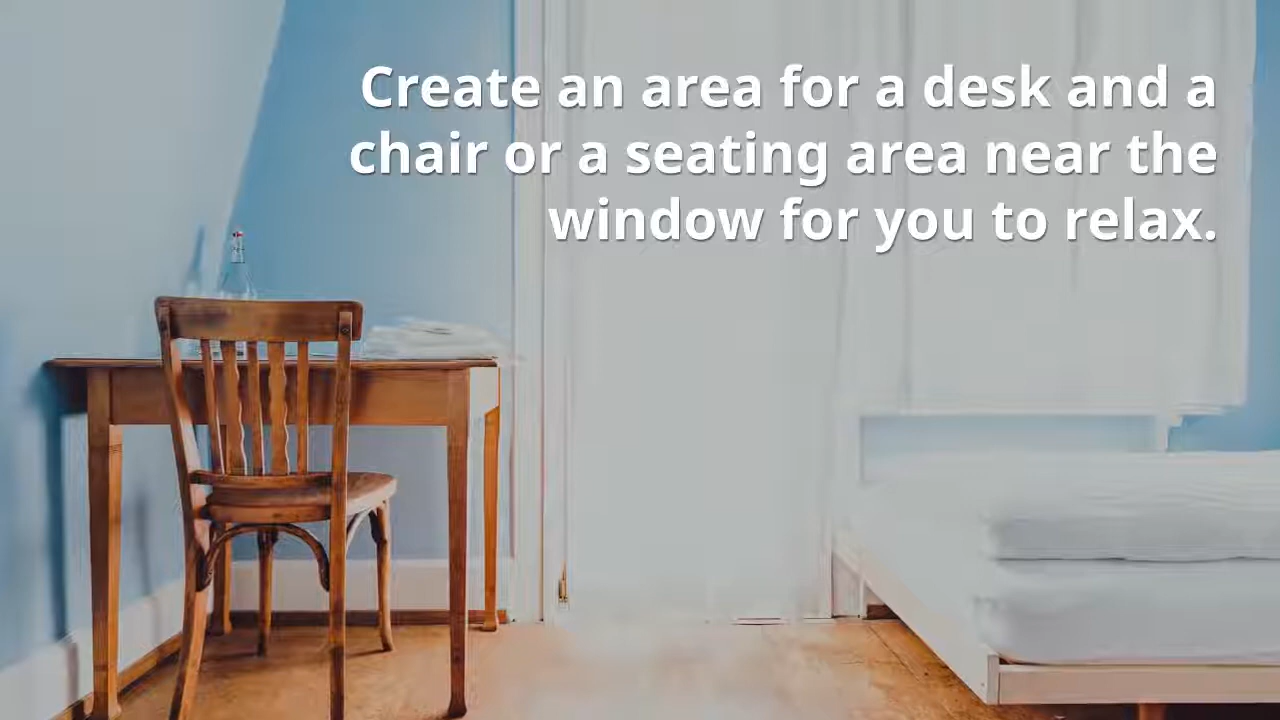 Create an area for a desk and a
chair or a seating area near the
window for you to relax.